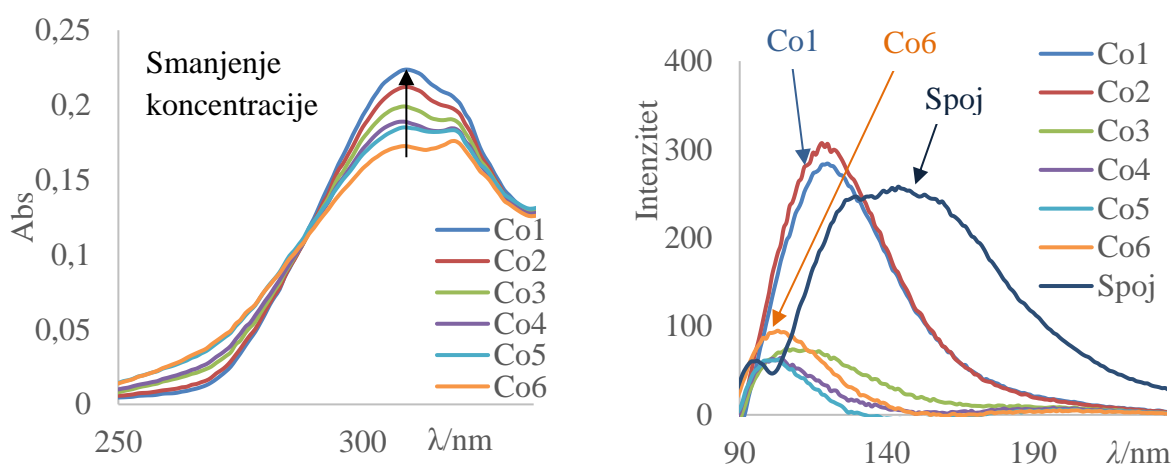 0,25
0,2
0,15
0,1
0,05
0
Abs
Smanjenje
koncentracije
Co1
Co2
Co3
Co4
Co5
Co6
250
300
λ/nm
400
300
200
100
0
Intenzitet
Co1
Co6
Spoj
Co1
Co2
Co3
Co4
Co5
Co6
Spoj
90
140
190
λ/nm